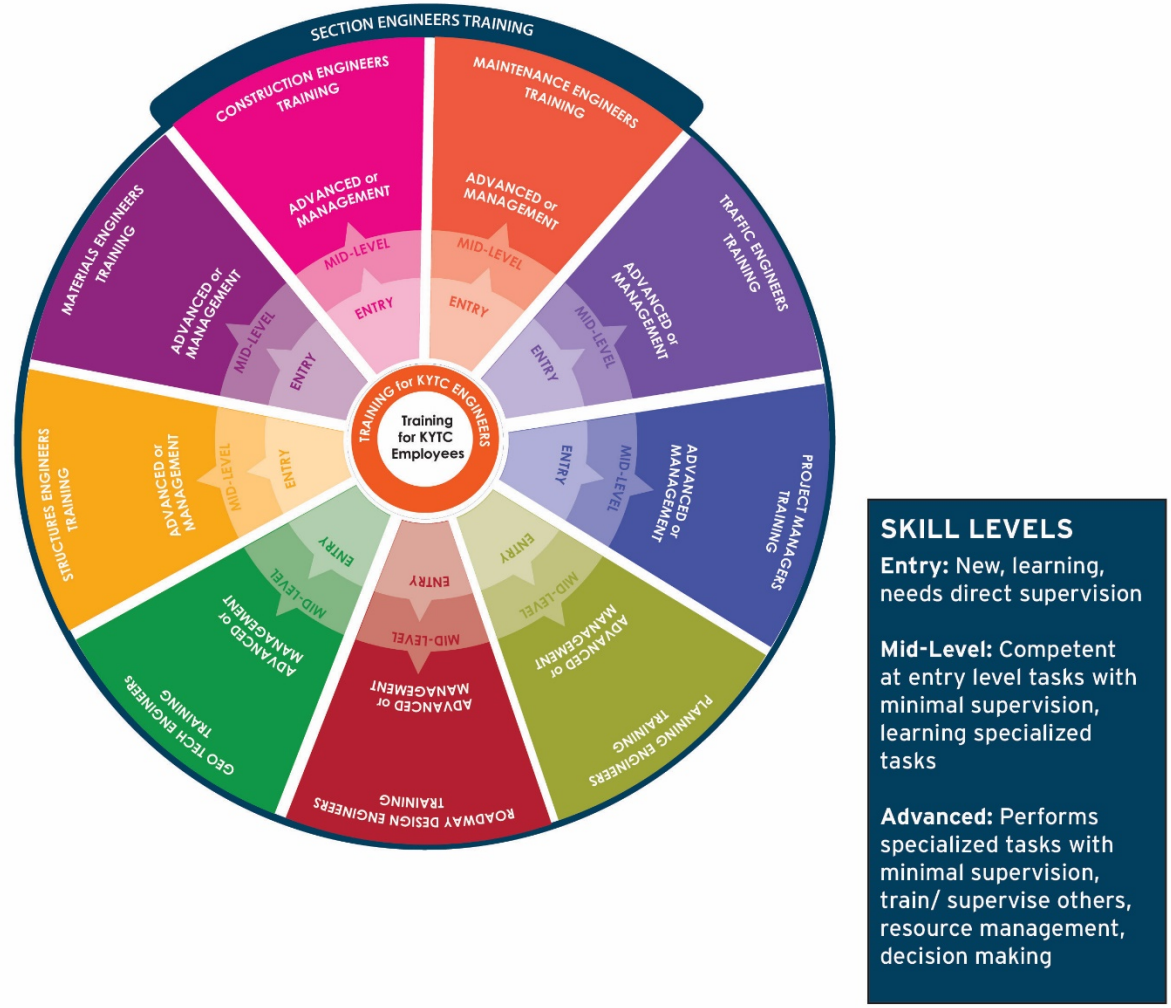 SECTION ENGINEERS TRAINING
CONSTRUCTION ENGINEERS
TRAINING
ADVANCED or
MANAGEMENT
MID-LEVEL
ENTRY
MAINTENANCE ENGINEERS
TRAINING
ADVANCED or
MANAGEMENT
MID-LEVEL
ENTRY
TRAFFIC ENGINEERS
TRAINING
ADVANCED or
MANAGEMENT
MID-LEVEL
ENTRY
PROJECT MANAGERS
TRAINING
ADVANCED or
MANAGEMENT
MID-LEVEL
ENTRY
PLANNING ENGINEERS
TRAINING
ADVANCED or
MANAGEMENT
MID-LEVEL
ENTRY
ROADWAY DESIGN ENGINEERS
TRAINING
ADVANCED or
MANAGEMENT
MID-LEVEL
ENTRY
GEO TECH ENGINEERs
TRAINING
ADVANCED or
MANAGEMENT
MID-LEVEL
ENTRY
STRUCTURES ENGINEERS
TRAINING
ADVANCED or
MANAGEMENT
MID-LEVEL
ENTRY
MATERIALS ENGINEERS
TRAINING
ADVANCED or
MANAGEMENT
MID-LEVEL
ENTRY
TRAINING for KYTC ENGINEERS
Training
for KYTC
Employees
SKILL LEVELS
Entry: New, learning,
needs direct supervision
Mid-Level: Competent
at entry level tasks with
minimal supervision,
learning specialized
tasks
Advanced: Performs
specialized tasks with
minimal supervision,
train/ supervise others,
resource management,
decision making